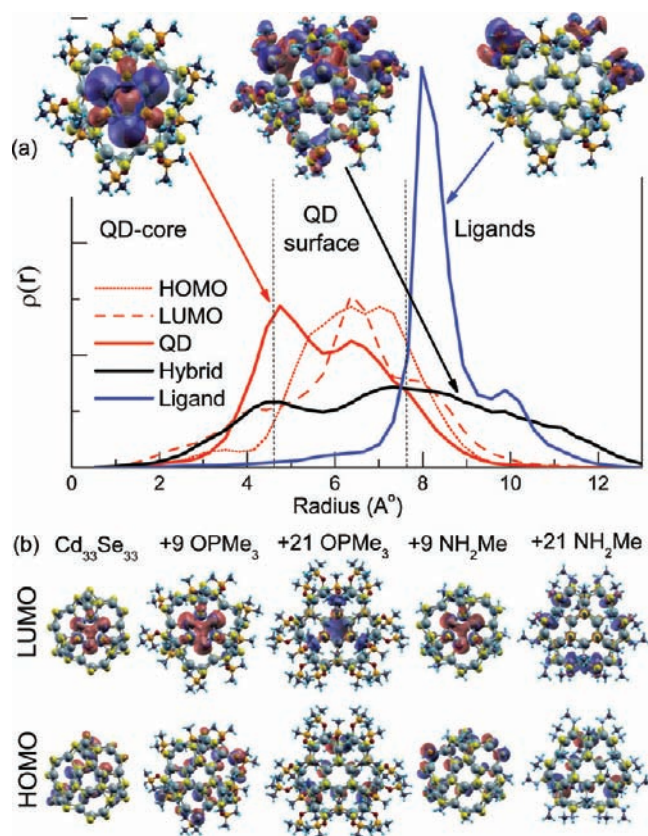 (a)
QD-core
QD
surface
Ligands
ρ(r)
HOMO
LUMO
QD
Hybrid
Ligand
0 2 4 6 8 10 12
Radius (A°)
(b)
Cd₃₃Se₃₃ +9 OPMe₃ +21 OPMe₃ +9 NH₂Me +21 NH₂Me
LUMO
HOMO